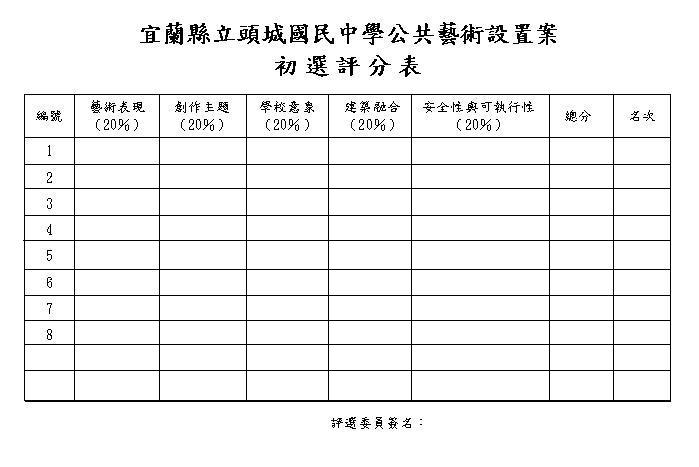 宜蘭縣立頭城國民中學公共藝術設置案
初選評分表
編號 藝術表現 創作主題 學校意象 建築融合 安全性與可執行性 總分 名次
（20%） （20%） （20%） （20%） （20%）
1
2
3
4
5
6
7
8
評選委員簽名：